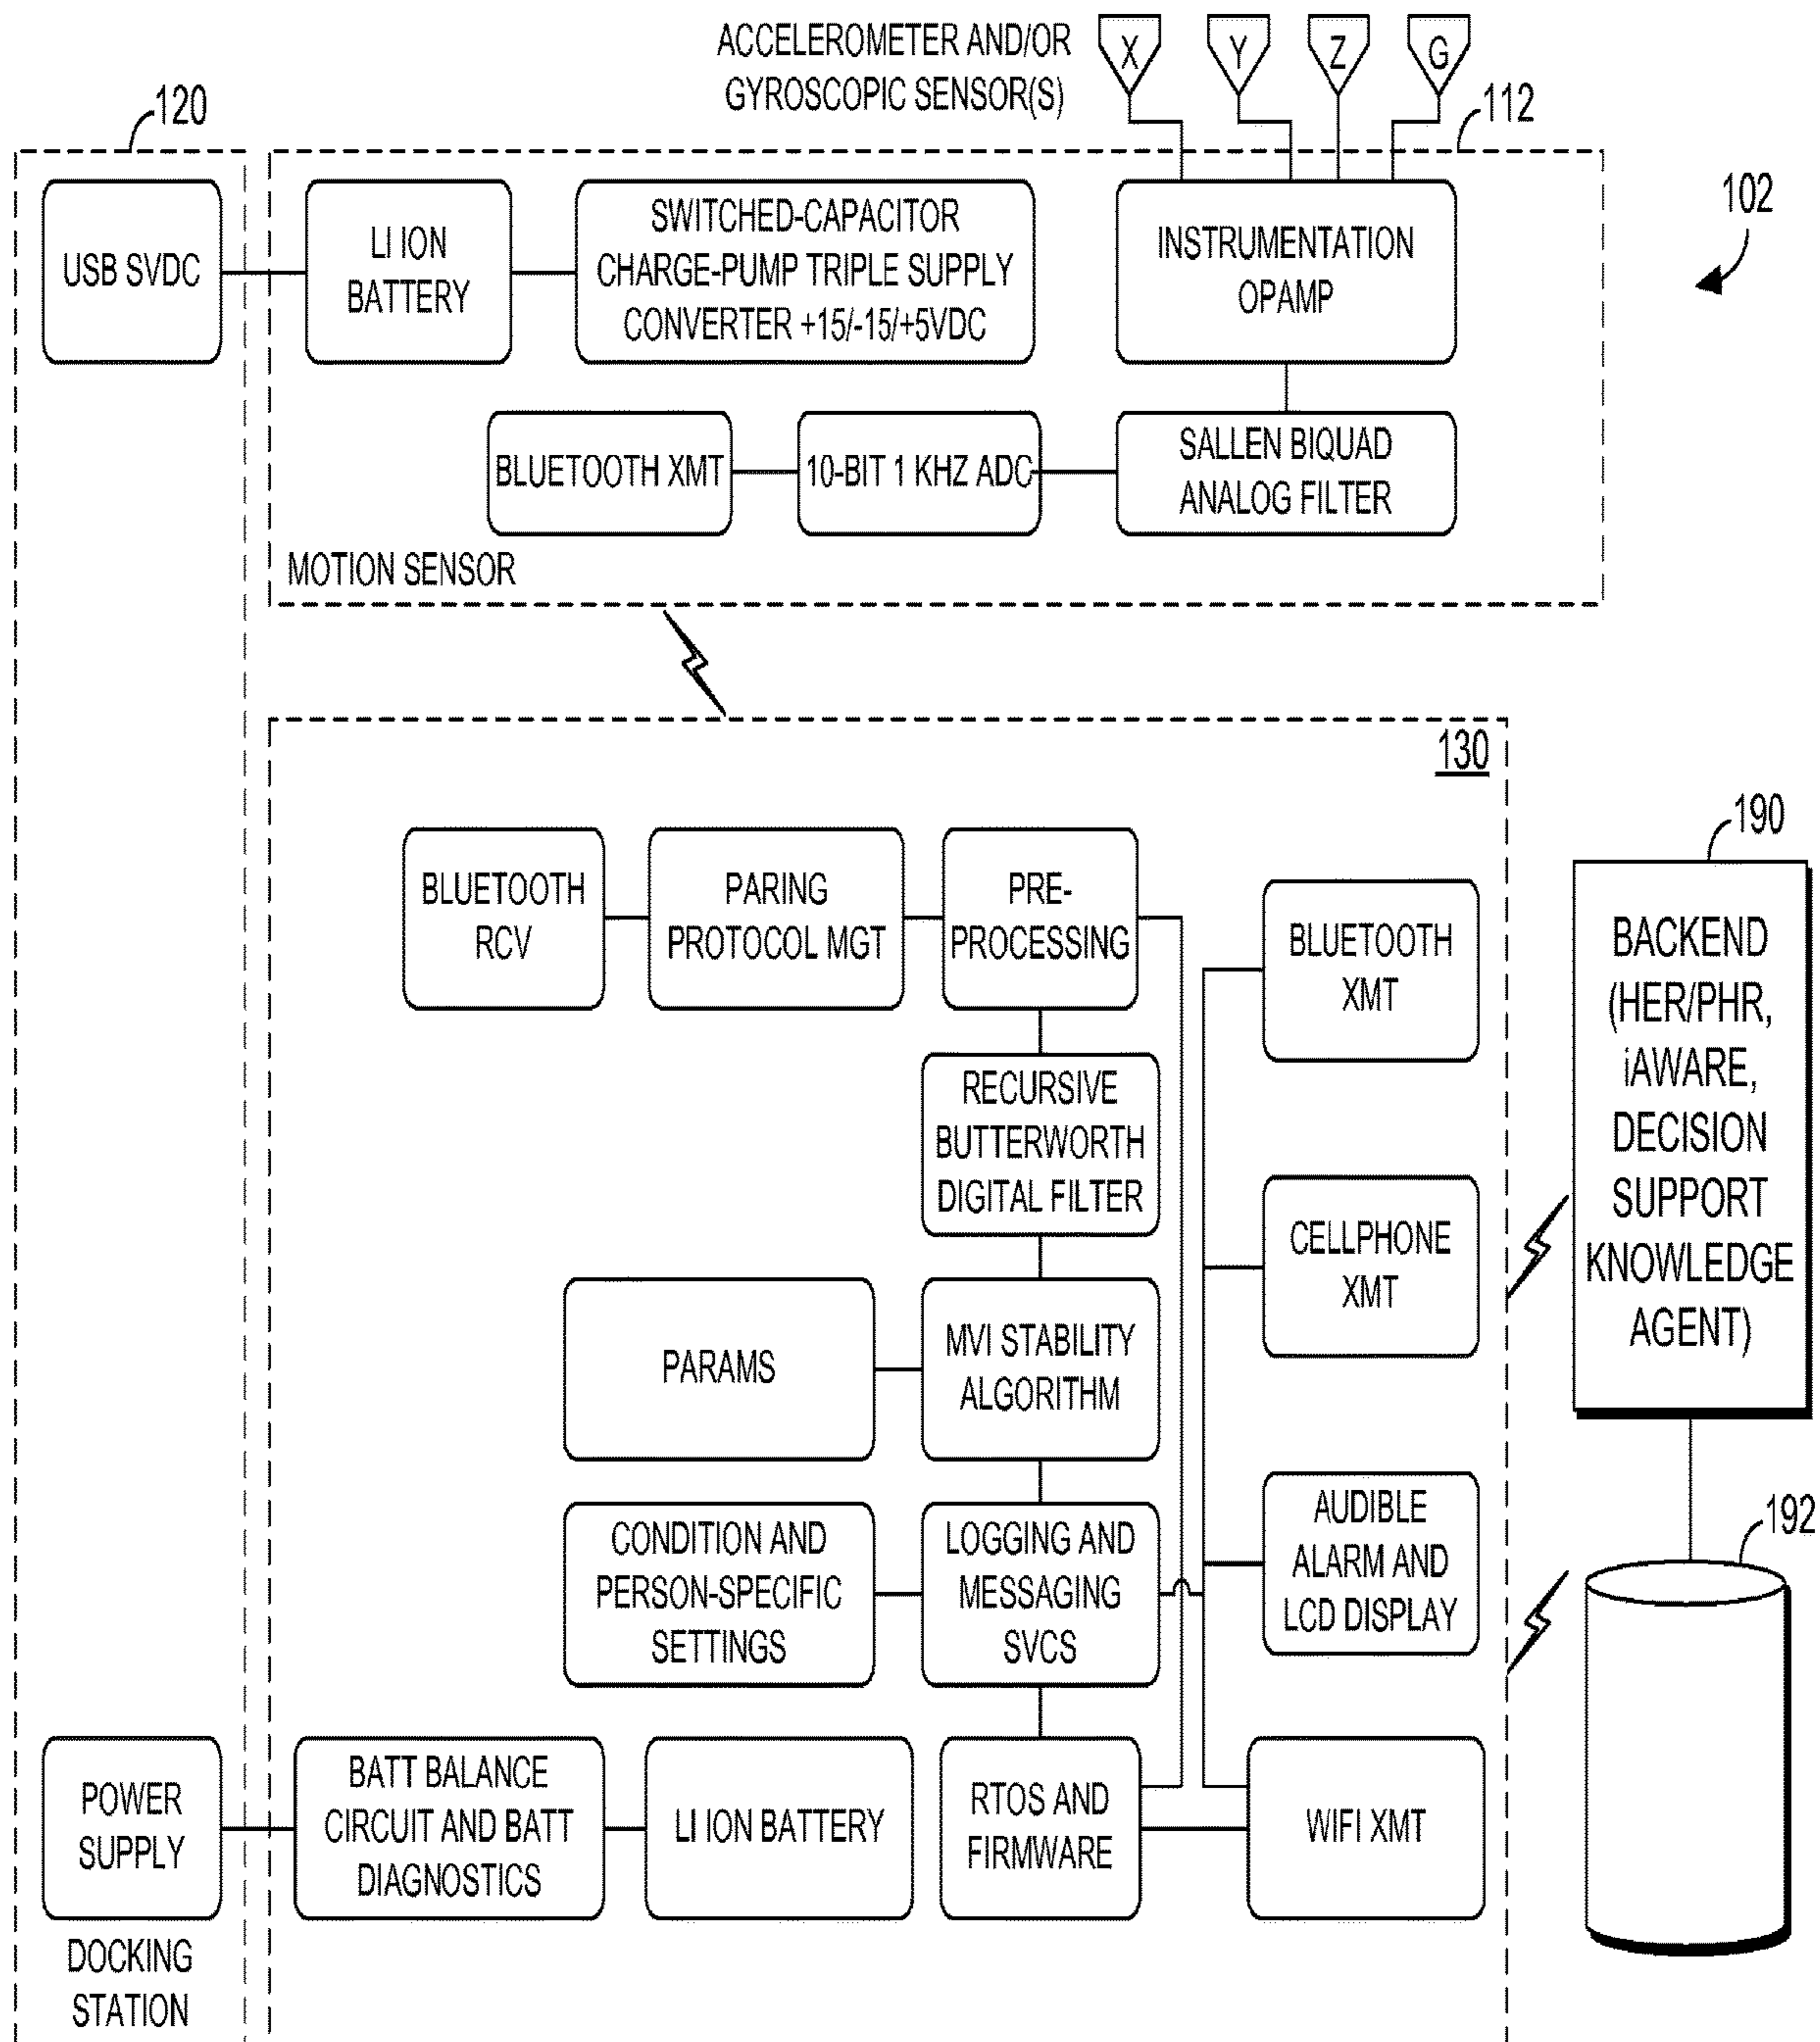 ACCELEROMETER AND/OR
GYROSCOPIC SENSOR(S)
X
Y
Z
G
120
112
102
USB SVDC
LI ION
BATTERY
SWITCHED-CAPACITOR
CHARGE-PUMP TRIPLE SUPPLY
CONVERTER +15/-15/+5VDC
INSTRUMENTATION
OPAMP
BLUETOOTH XMT
10-BIT 1 KHZ ADC
SALLEN BIQUAD
ANALOG FILTER
MOTION SENSOR
130
190
BLUETOOTH
RCV
PARING
PROTOCOL MGT
PRE-
PROCESSING
BLUETOOTH
XMT
BACKEND
(HER/PHR,
iAWARE,
DECISION
SUPPORT
KNOWLEDGE
AGENT)
RECURSIVE
BUTTERWORTH
DIGITAL FILTER
CELLPHONE
XMT
PARAMS
MVI STABILITY
ALGORITHM
192
CONDITION AND
PERSON-SPECIFIC
SETTINGS
LOGGING AND
MESSAGING
SVCS
AUDIBLE
ALARM AND
LCD DISPLAY
POWER
SUPPLY
BATT BALANCE
CIRCUIT AND BATT
DIAGNOSTICS
LI ION BATTERY
RTOS AND
FIRMWARE
WIFI XMT
DOCKING
STATION